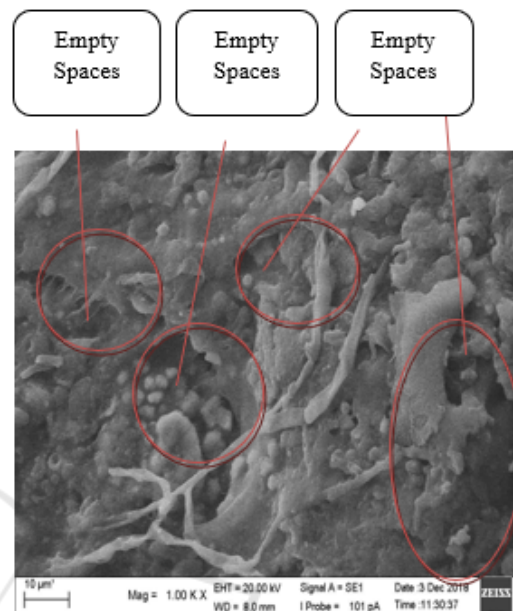 Empty
Spaces
Empty
Spaces
Empty
Spaces
10 µm
Mag = 1.00 K X
EHT = 20.00 kV
WD = 8.0 mm
Signal A = SE1
I Probe = 101 pA
Date :3 Dec 2018
Time :11:30:37
ZEISS